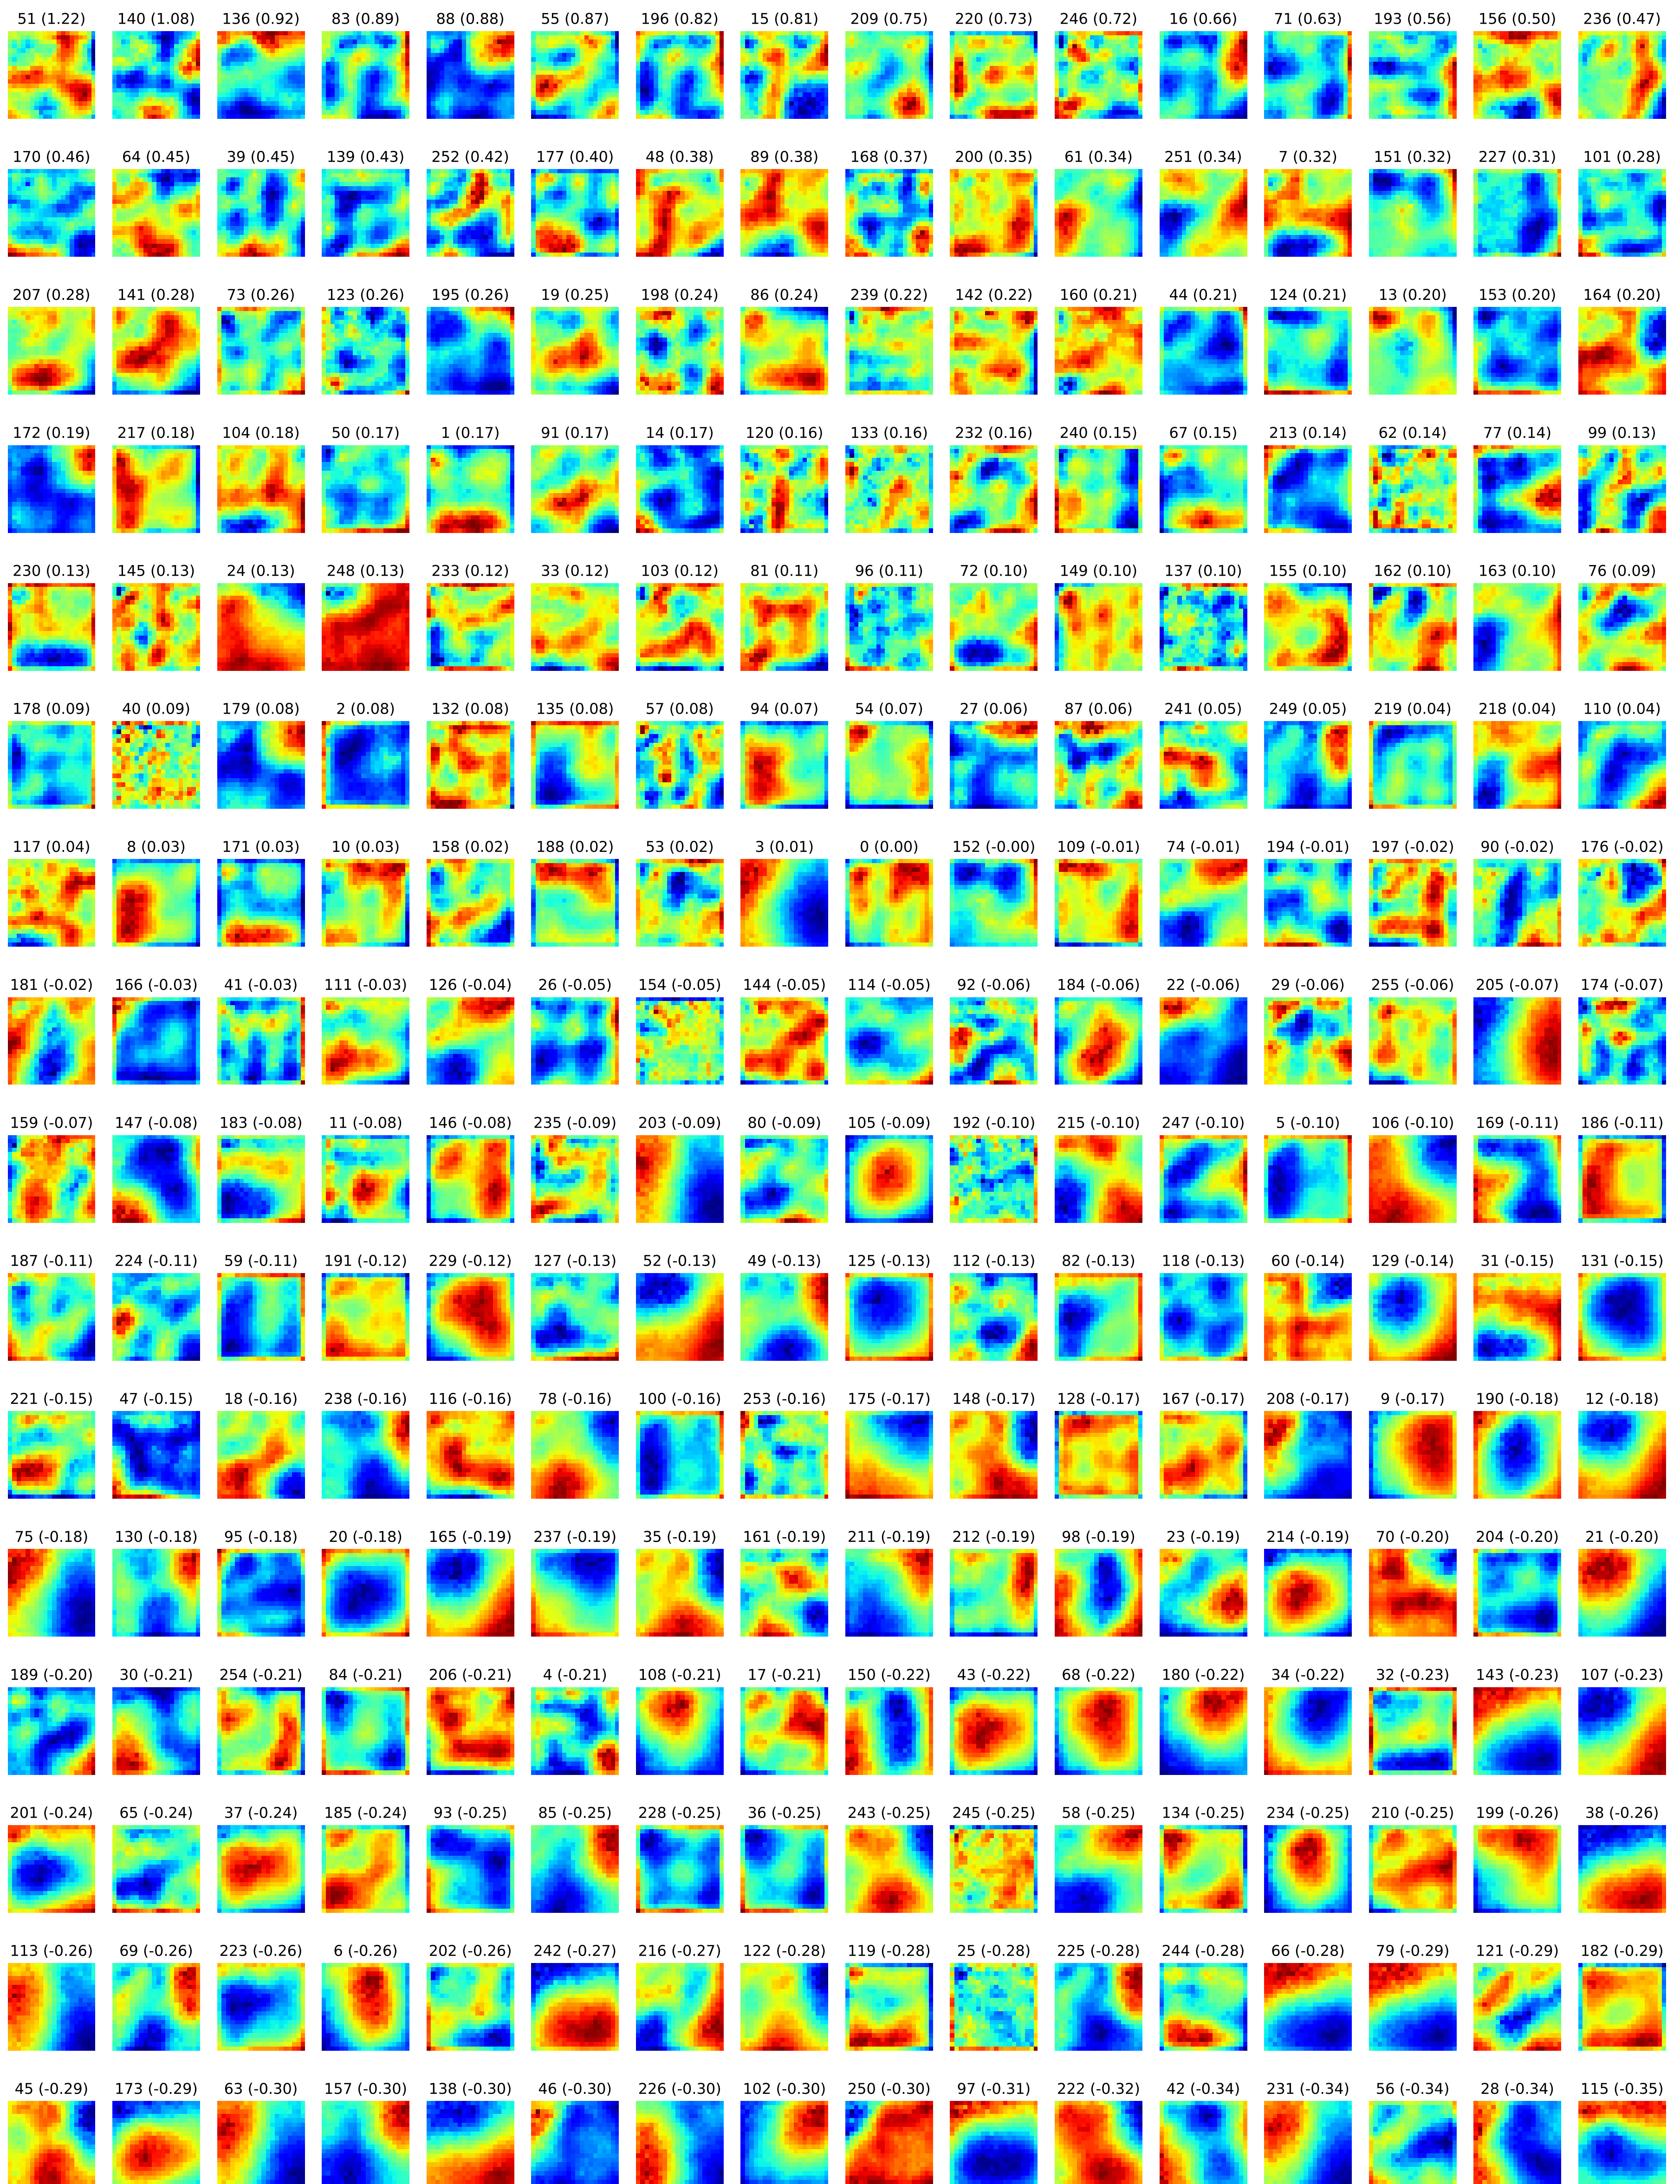 51 (1.22) 140 (1.08) 136 (0.92) 83 (0.89) 88 (0.88) 55 (0.87) 196 (0.82) 15 (0.81) 209 (0.75) 220 (0.73) 246 (0.72) 16 (0.66) 71 (0.63) 193 (0.56) 156 (0.50) 236 (0.47)
170 (0.46) 64 (0.45) 39 (0.45) 139 (0.43) 252 (0.42) 177 (0.40) 48 (0.38) 89 (0.38) 168 (0.37) 200 (0.35) 61 (0.34) 251 (0.34) 7 (0.32) 151 (0.32) 227 (0.31) 101 (0.28)
207 (0.28) 141 (0.28) 73 (0.26) 123 (0.26) 195 (0.26) 19 (0.25) 198 (0.24) 86 (0.24) 239 (0.22) 142 (0.22) 160 (0.21) 44 (0.21) 124 (0.21) 13 (0.20) 153 (0.20) 164 (0.20)
172 (0.19) 217 (0.18) 104 (0.18) 50 (0.17) 1 (0.17) 91 (0.17) 14 (0.17) 120 (0.16) 133 (0.16) 232 (0.16) 240 (0.15) 67 (0.15) 213 (0.14) 62 (0.14) 77 (0.14) 99 (0.13)
230 (0.13) 145 (0.13) 24 (0.13) 248 (0.13) 233 (0.12) 33 (0.12) 103 (0.12) 81 (0.11) 96 (0.11) 72 (0.10) 149 (0.10) 137 (0.10) 155 (0.10) 162 (0.10) 163 (0.10) 76 (0.09)
178 (0.09) 40 (0.09) 179 (0.08) 2 (0.08) 132 (0.08) 135 (0.08) 57 (0.08) 94 (0.07) 54 (0.07) 27 (0.06) 87 (0.06) 241 (0.05) 249 (0.05) 219 (0.04) 218 (0.04) 110 (0.04)
117 (0.04) 8 (0.03) 171 (0.03) 10 (0.03) 158 (0.02) 188 (0.02) 53 (0.02) 3 (0.01) 0 (0.00) 152 (-0.00) 109 (-0.01) 74 (-0.01) 194 (-0.01) 197 (-0.02) 90 (-0.02) 176 (-0.02)
181 (-0.02) 166 (-0.03) 41 (-0.03) 111 (-0.03) 126 (-0.04) 26 (-0.05) 154 (-0.05) 144 (-0.05) 114 (-0.05) 92 (-0.06) 184 (-0.06) 22 (-0.06) 29 (-0.06) 255 (-0.06) 205 (-0.07) 174 (-0.07)
159 (-0.07) 147 (-0.08) 183 (-0.08) 11 (-0.08) 146 (-0.08) 235 (-0.09) 203 (-0.09) 80 (-0.09) 105 (-0.09) 192 (-0.10) 215 (-0.10) 247 (-0.10) 5 (-0.10) 106 (-0.10) 169 (-0.11) 186 (-0.11)
187 (-0.11) 224 (-0.11) 59 (-0.11) 191 (-0.12) 229 (-0.12) 127 (-0.13) 52 (-0.13) 49 (-0.13) 125 (-0.13) 112 (-0.13) 82 (-0.13) 118 (-0.13) 60 (-0.14) 129 (-0.14) 31 (-0.15) 131 (-0.15)
221 (-0.15) 47 (-0.15) 18 (-0.16) 238 (-0.16) 116 (-0.16) 78 (-0.16) 100 (-0.16) 253 (-0.16) 175 (-0.17) 148 (-0.17) 128 (-0.17) 167 (-0.17) 208 (-0.17) 9 (-0.17) 190 (-0.18) 12 (-0.18)
75 (-0.18) 130 (-0.18) 95 (-0.18) 20 (-0.18) 165 (-0.19) 237 (-0.19) 35 (-0.19) 161 (-0.19) 211 (-0.19) 212 (-0.19) 98 (-0.19) 23 (-0.19) 214 (-0.19) 70 (-0.20) 204 (-0.20) 21 (-0.20)
189 (-0.20) 30 (-0.21) 254 (-0.21) 84 (-0.21) 206 (-0.21) 4 (-0.21) 108 (-0.21) 17 (-0.21) 150 (-0.22) 43 (-0.22) 68 (-0.22) 180 (-0.22) 34 (-0.22) 32 (-0.23) 143 (-0.23) 107 (-0.23)
201 (-0.24) 65 (-0.24) 37 (-0.24) 185 (-0.24) 93 (-0.25) 85 (-0.25) 228 (-0.25) 36 (-0.25) 243 (-0.25) 245 (-0.25) 58 (-0.25) 134 (-0.25) 234 (-0.25) 210 (-0.25) 199 (-0.26) 38 (-0.26)
113 (-0.26) 69 (-0.26) 223 (-0.26) 6 (-0.26) 202 (-0.26) 242 (-0.27) 216 (-0.27) 122 (-0.28) 119 (-0.28) 25 (-0.28) 225 (-0.28) 244 (-0.28) 66 (-0.28) 79 (-0.29) 121 (-0.29) 182 (-0.29)
45 (-0.29) 173 (-0.29) 63 (-0.30) 157 (-0.30) 138 (-0.30) 46 (-0.30) 226 (-0.30) 102 (-0.30) 250 (-0.30) 97 (-0.31) 222 (-0.32) 42 (-0.34) 231 (-0.34) 56 (-0.34) 28 (-0.34) 115 (-0.35)